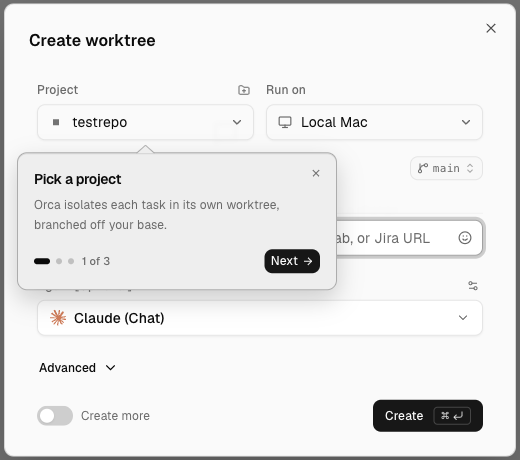 Create worktree
Project
Run on
testrepo
Local Mac
Pick a project
main
Orca isolates each task in its own worktree,
branched off your base.
or Jira URL
1 of 3
Next →
Claude (Chat)
Advanced
Create more
Create ⌘ ↵